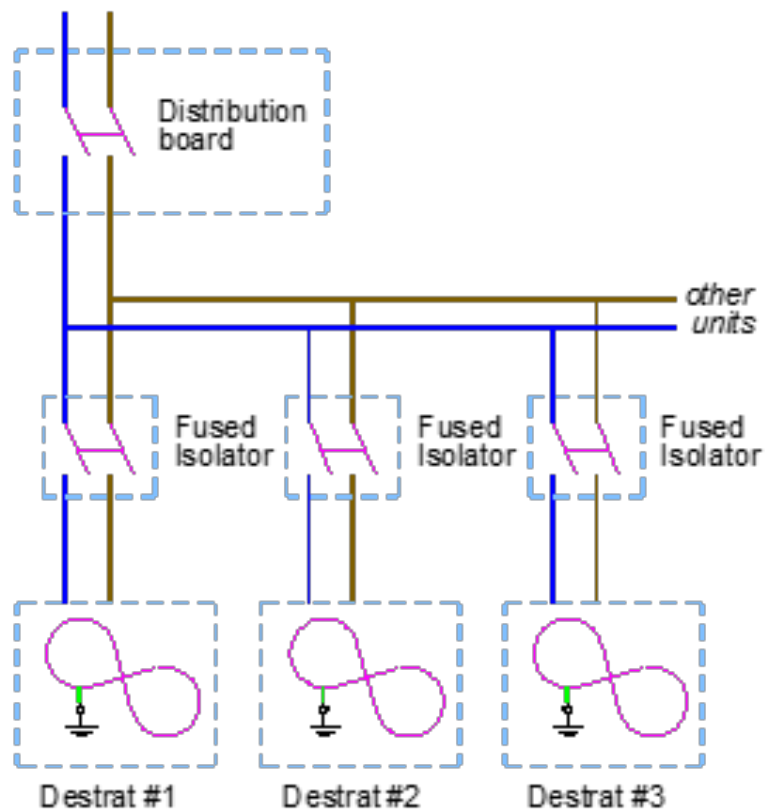 Distribution
board
other
units
Fused
Isolator
Fused
Isolator
Fused
Isolator
Destrat #1
Destrat #2
Destrat #3